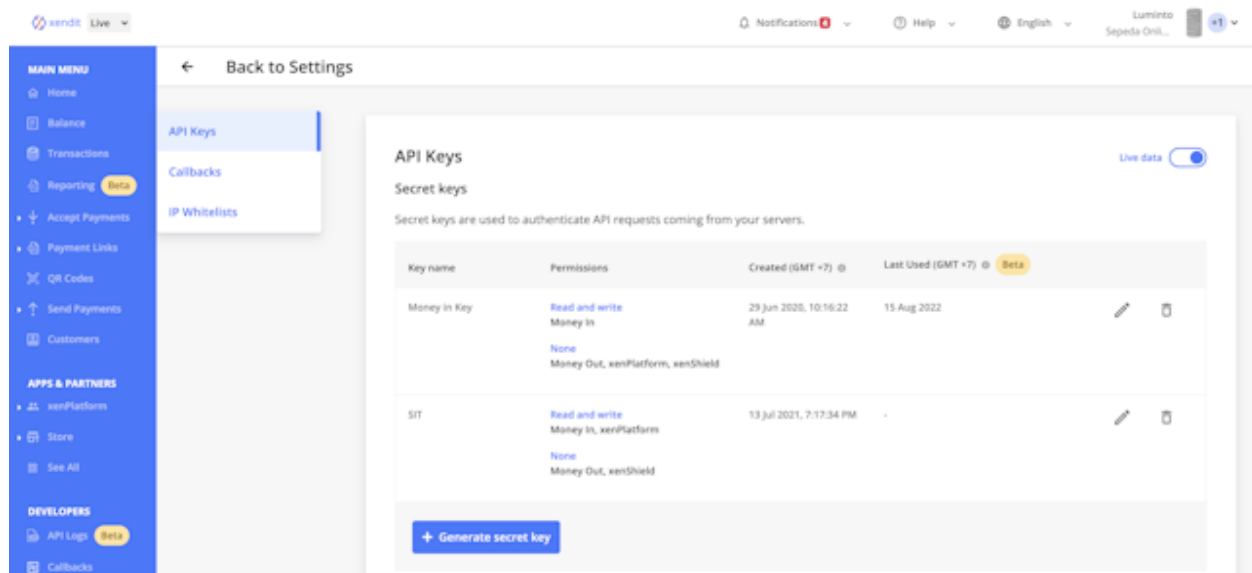 xendit Live
Notifications
Help
English
Luminto
Sepeda Onli...
+1
MAIN MENU
Home
Balance
Transactions
Reporting Beta
Accept Payments
Payment Links
QR Codes
Send Payments
Customers
APPS & PARTNERS
xenPlatform
Store
See All
DEVELOPERS
API Logs Beta
Callbacks
Back to Settings
API Keys
Callbacks
IP Whitelists
API Keys
Live data
Secret keys
Secret keys are used to authenticate API requests coming from your servers.
Key name Permissions Created (GMT +7) Last Used (GMT +7) Beta
Money in Key Read and write 29 Jun 2020, 10:16:22 15 Aug 2022
Money In AM
None
Money Out, xenPlatform, xenShield
SIT Read and write 13 Jul 2021, 7:17:34 PM -
Money In, xenPlatform
None
Money Out, xenShield
+ Generate secret key